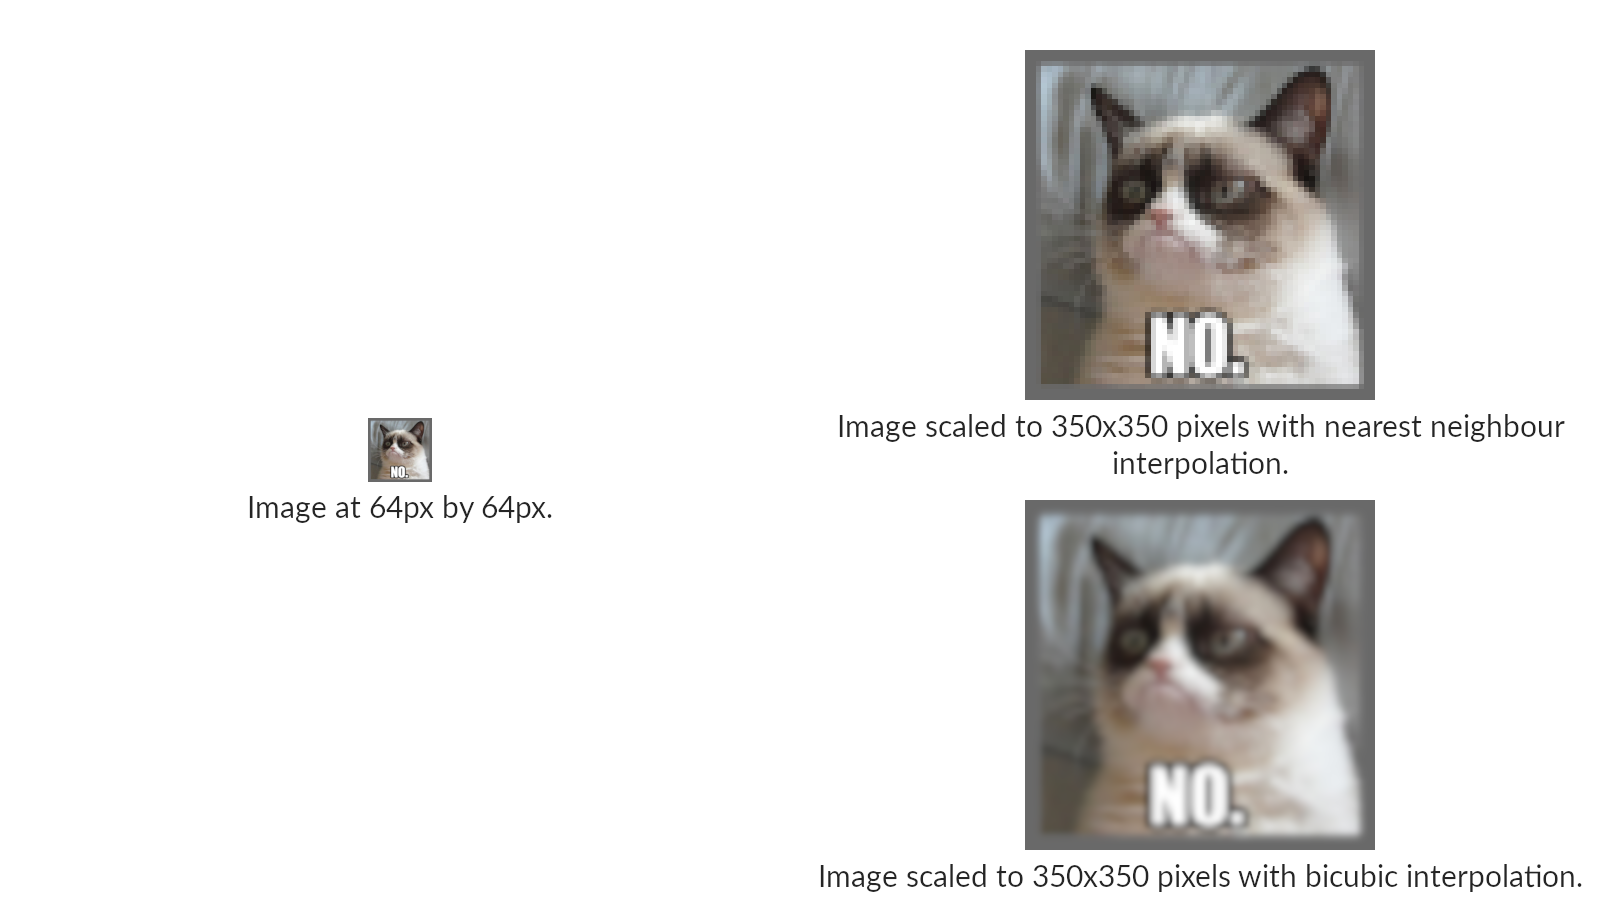 NO.
Image at 64px by 64px.
NO.
Image scaled to 350x350 pixels with nearest neighbour
interpolation.
NO.
Image scaled to 350x350 pixels with bicubic interpolation.